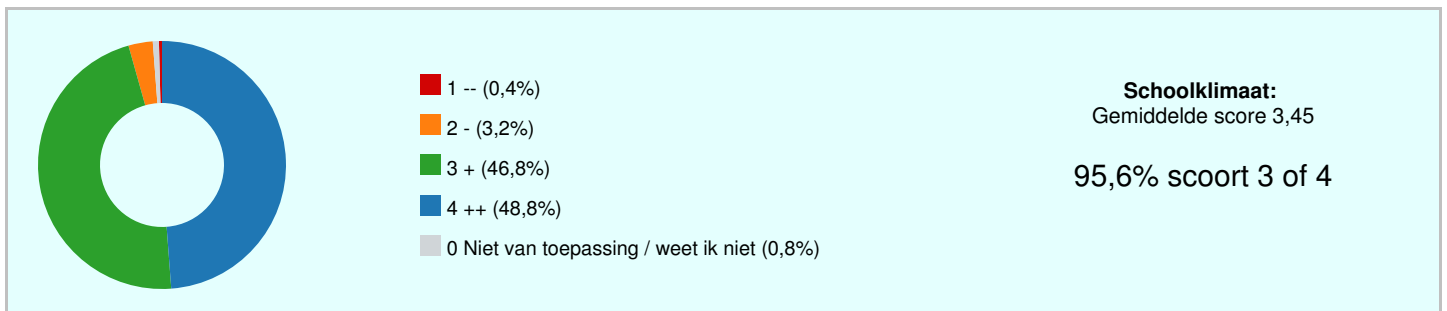 1 -- (0,4%)
2 - (3,2%)
3 + (46,8%)
4 ++ (48,8%)
0 Niet van toepassing / weet ik niet (0,8%)
Schoolklimaat:
Gemiddelde score 3,45
95,6% scoort 3 of 4